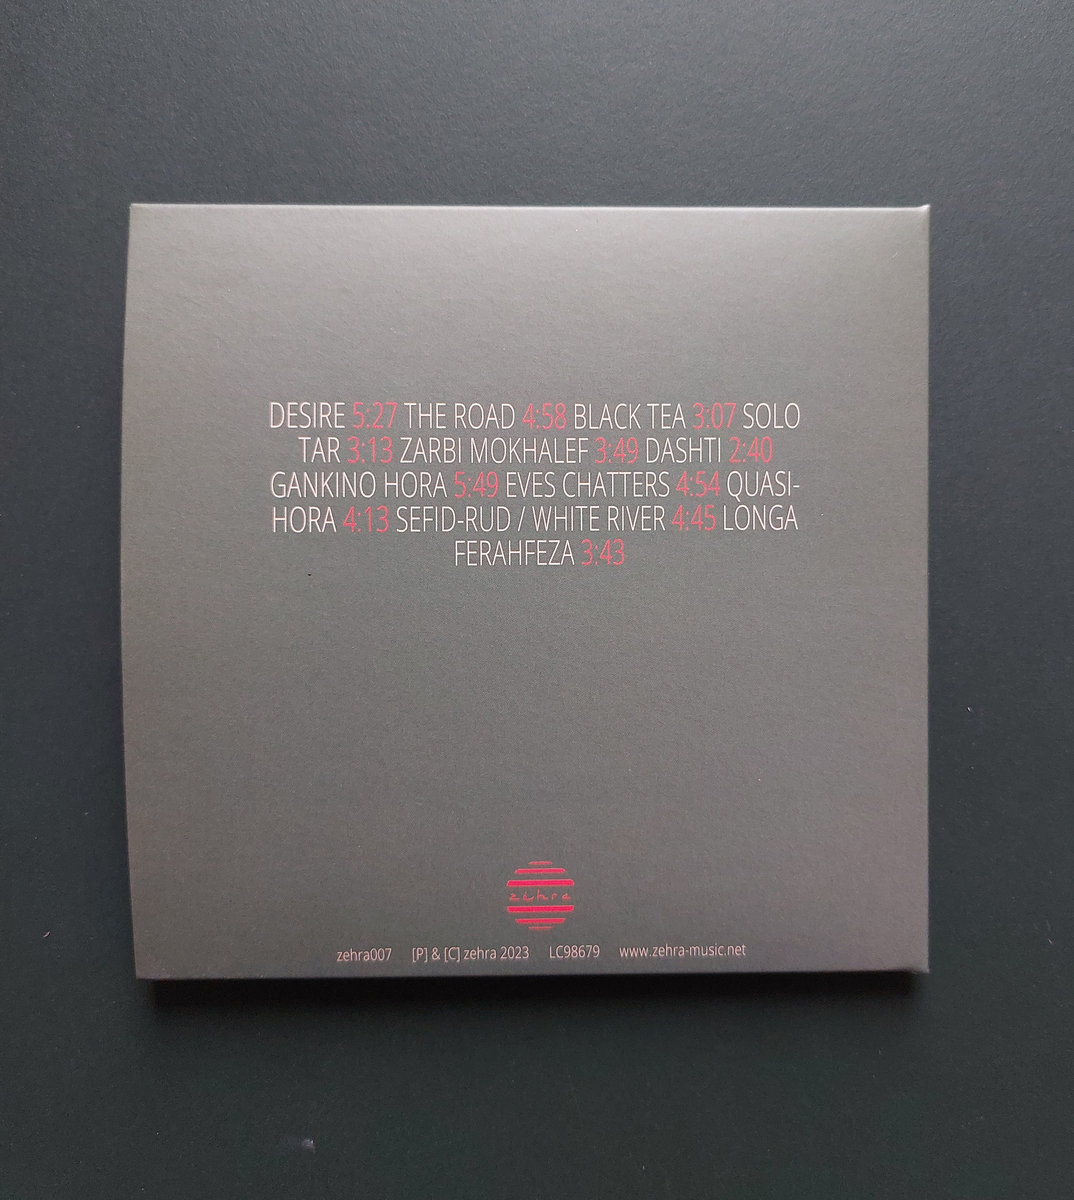 DESIRE 5:27 THE ROAD 4:58 BLACK TEA 3:07 SOLO
TAR 3:13 ZARBI MOKHALEF 3:49 DASHTI 2:40
GANKINO HORA 5:49 EVES CHATTERS 4:54 QUASI-
HORA 4:13 SEFID-RUD / WHITE RIVER 4:45 LONGA
FERAHFEZA 3:43
zehra
zehra007 [P] & [C] zehra 2023 LC98679 www.zehra-music.net